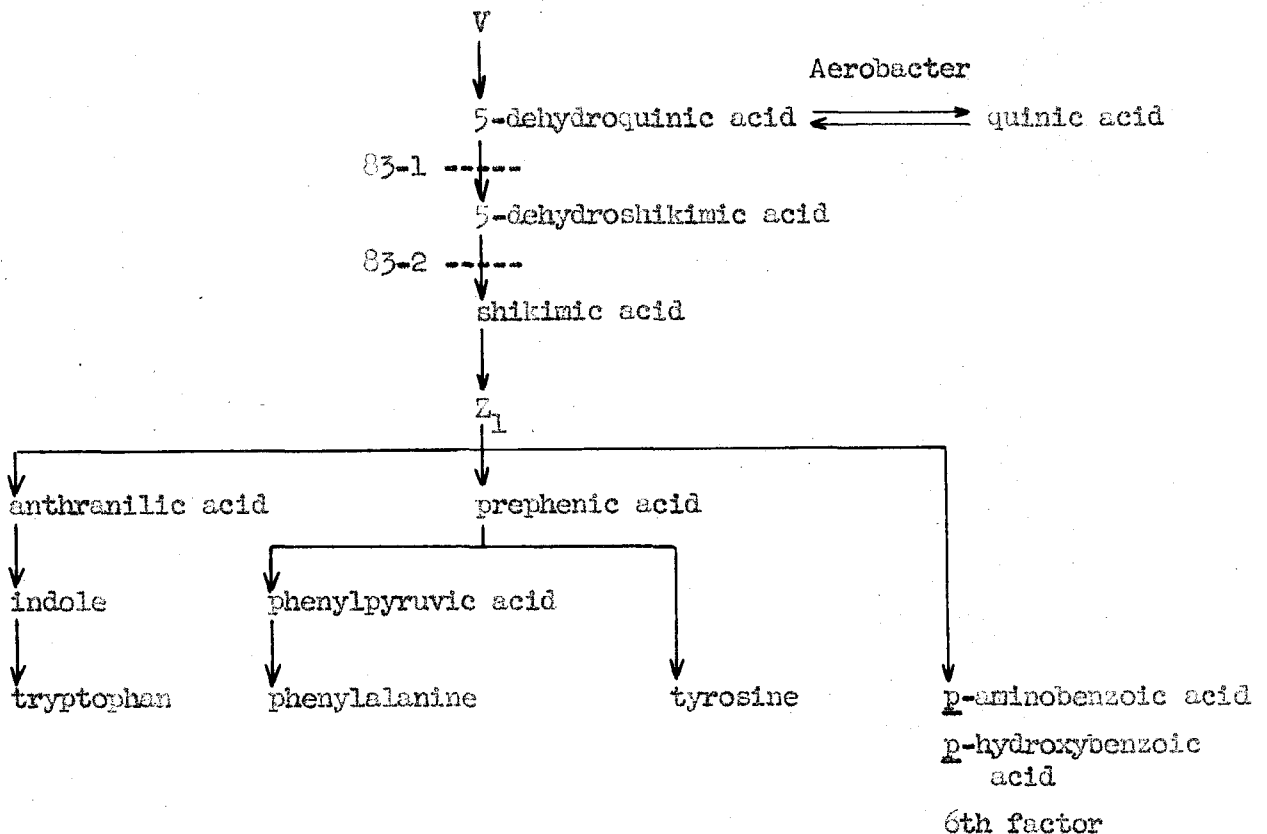 V
Aerobacter
5-dehydroquinic acid quinic acid
83-1
5-dehydroshikimic acid
83-2
shikimic acid
Z1
anthranilic acid prephenic acid
indole phenylpyruvic acid
tryptophan phenylalanine tyrosine p-aminobenzoic acid
p-hydroxybenzoic
acid
6th factor